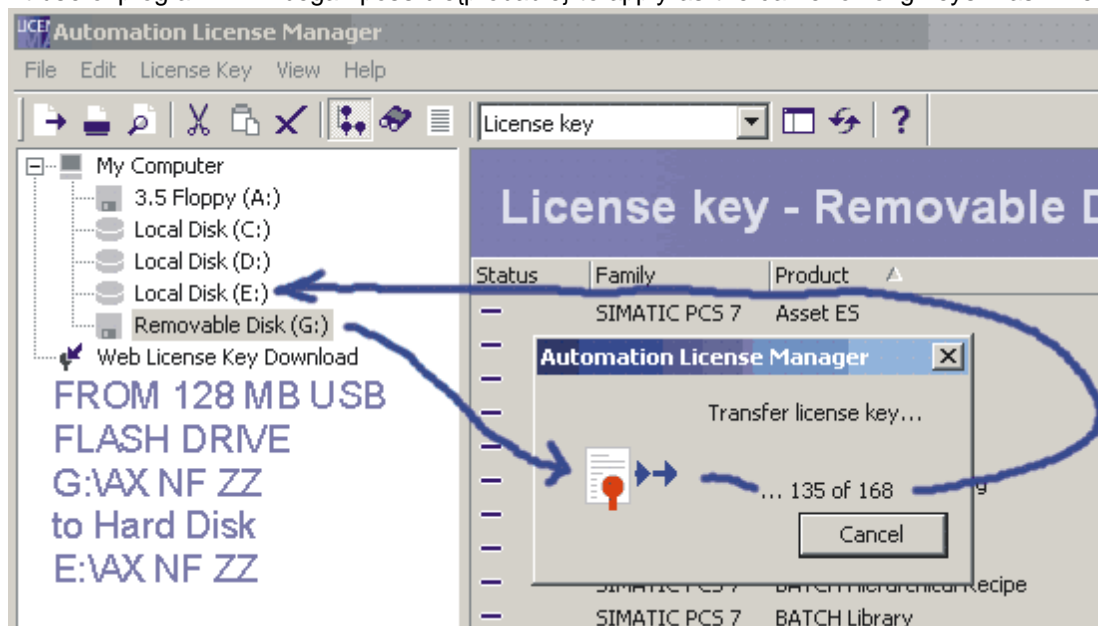 Automation License Manager
File Edit License Key View Help
License key ?
My Computer
3.5 Floppy (A:)
Local Disk (C:)
Local Disk (D:)
Local Disk (E:)
Removable Disk (G:)
Web License Key Download
FROM 128 MB USB
FLASH DRIVE
G:\AX NF ZZ
to Hard Disk
E:\AX NF ZZ
License key - Removable
Status Family Product
SIMATIC PCS 7 Asset ES
Automation License Manager
Transfer license key...
... 135 of 168
Cancel
SIMATIC PCS 7 BATCH Hierarchical Recipe
SIMATIC PCS 7 BATCH Library